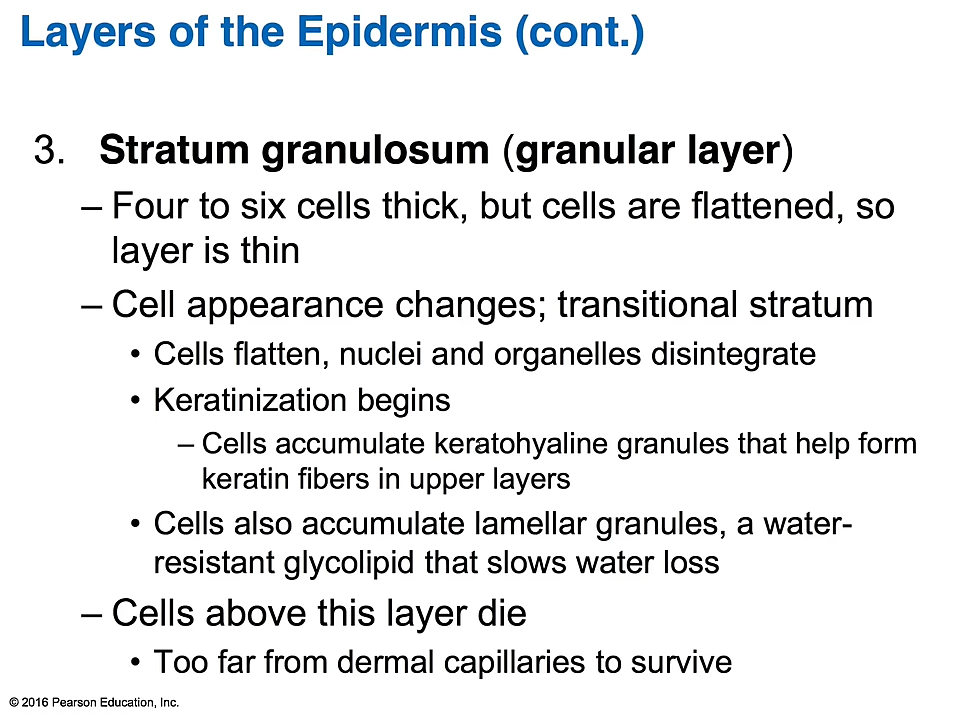 Layers of the Epidermis (cont.)
3. Stratum granulosum (granular layer)
– Four to six cells thick, but cells are flattened, so
layer is thin
– Cell appearance changes; transitional stratum
• Cells flatten, nuclei and organelles disintegrate
• Keratinization begins
– Cells accumulate keratohyaline granules that help form
keratin fibers in upper layers
• Cells also accumulate lamellar granules, a water-
resistant glycolipid that slows water loss
– Cells above this layer die
• Too far from dermal capillaries to survive
© 2016 Pearson Education, Inc.